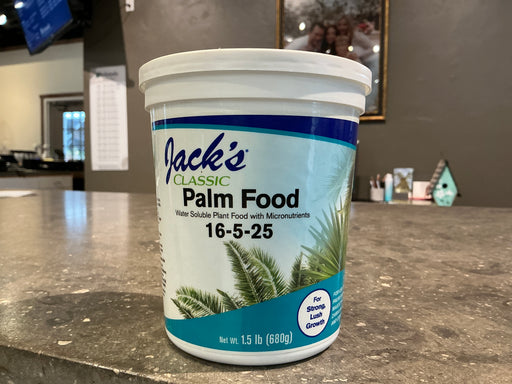 Jack's®
CLASSIC
Palm Food
Water Soluble Plant Food with Micronutrients
16-5-25
For
Strong,
Lush
Growth
Net Wt. 1.5 lb (680g)